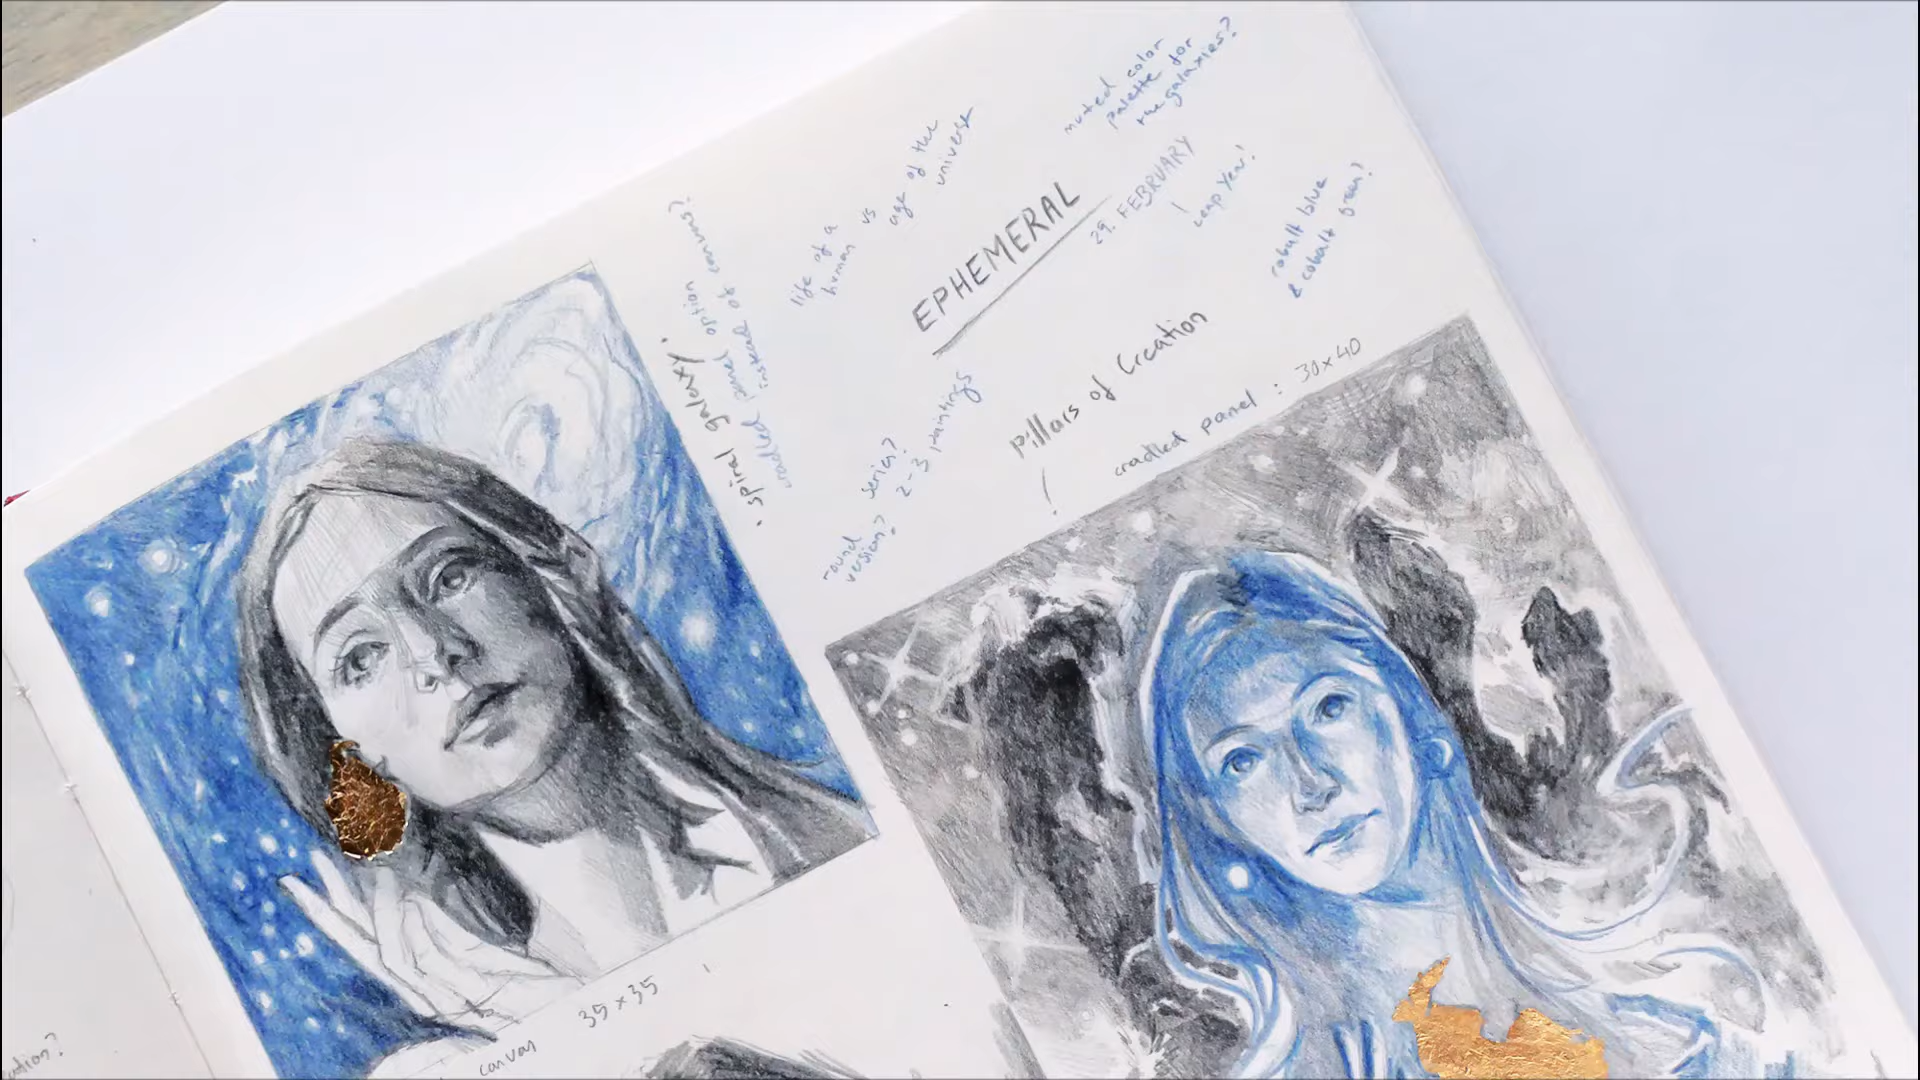 muted color
palette for
the galaxies?
life of a
human
vs
age of the
universe
EPHEMERAL
29. FEBRUARY
Leap Year!
cobalt blue
& cobalt green?
• spiral galaxy •
cradled panel option
instead of canvas?
round
version?
series?
2-3 paintings
pillars of Creation
cradled panel : 30x40
35x35
canvas